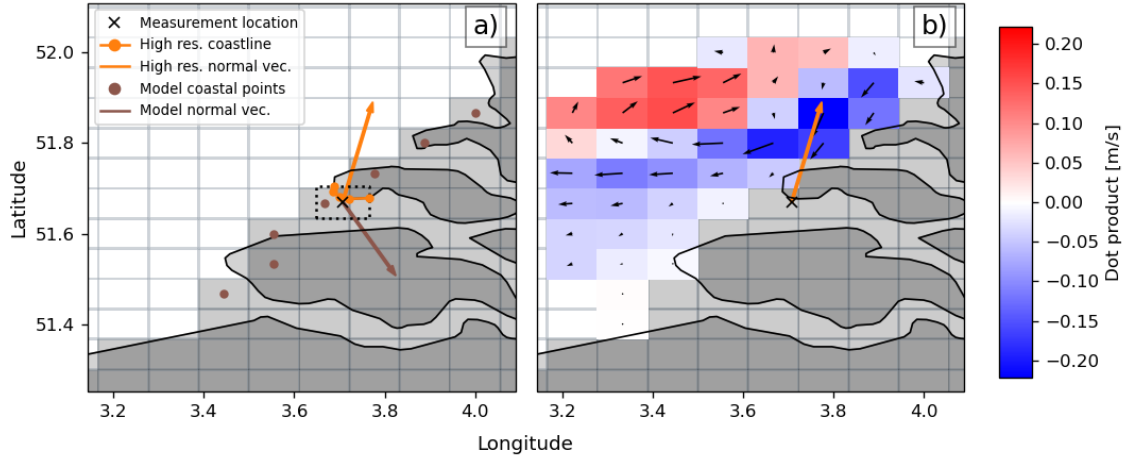 Measurement location
High res. coastline
High res. normal vec.
Model coastal points
Model normal vec.
a)
b)
52.0
51.8
51.6
51.4
Latitude
3.2 3.4 3.6 3.8 4.0
3.2 3.4 3.6 3.8 4.0
Longitude
0.20
0.15
0.10
0.05
0.00
−0.05
−0.10
−0.15
−0.20
Dot product [m/s]